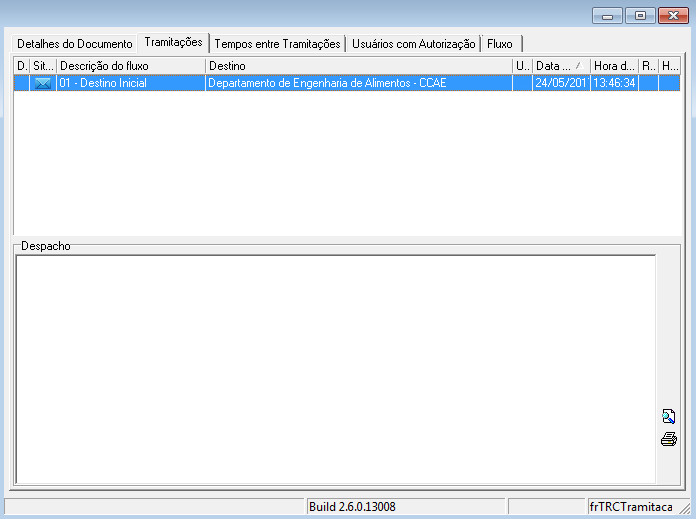 Detalhes do Documento Tramitações Tempos entre Tramitações Usuários com Autorização Fluxo
D. Sit... Descrição do fluxo Destino U.. Data ... Hora d... R.. H...
01 - Destino Inicial Departamento de Engenharia de Alimentos - CCAE 24/05/201 13:46:34
Despacho
Build 2.6.0.13008 frTRCTramitaca